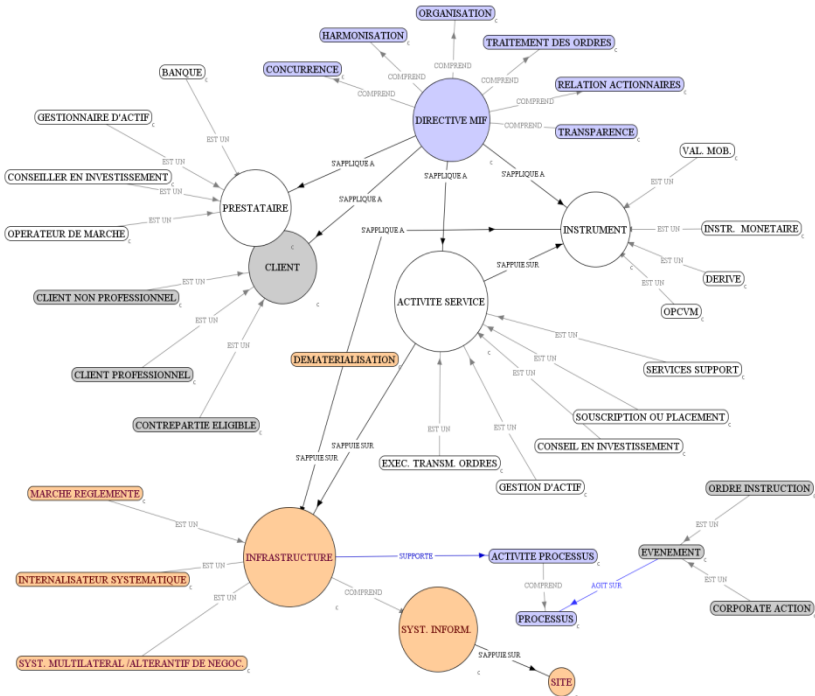 ORGANISATION
HARMONISATION
TRAITEMENT DES ORDRES
CONCURRENCE
COMPREND
COMPREND
COMPREND
BANQUE
COMPREND
RELATION ACTIONNAIRES
COMPREND
COMPREND
GESTIONNAIRE D'ACTIF
DIRECTIVE MIF
TRANSPARENCE
EST UN
EST UN
S'APPLIQUE A
VAL. MOB.
CONSEILLER EN INVESTISSEMENT
EST UN
S'APPLIQUE A
S'APPLIQUE A
EST UN
PRESTATAIRE
S'APPLIQUE A
OPERATEUR DE MARCHE
EST UN
S'APPLIQUE A
INSTRUMENT
EST UN
INSTR. MONETAIRE
CLIENT
S'APPUIE SUR
EST UN
DERIVE
CLIENT NON PROFESSIONNEL
EST UN
ACTIVITE SERVICE
EST UN
OPCVM
EST UN
DEMATERIALISATION
EST UN
SERVICES SUPPORT
CLIENT PROFESSIONNEL
EST UN
EST UN
EST UN
SOUSCRIPTION OU PLACEMENT
CONTREPARTIE ELIGIBLE
EST UN
EST UN
CONSEIL EN INVESTISSEMENT
S'APPUIE SUR
S'APPUIE SUR
EXEC. TRANSM. ORDRES
GESTION D'ACTIF
ORDRE INSTRUCTION
MARCHE REGLEMENTE
EST UN
EST UN
INFRASTRUCTURE
SUPPORTE
ACTIVITE PROCESSUS
EVENEMENT
INTERNALISATEUR SYSTEMATIQUE
EST UN
COMPREND
COMPREND
AGIT SUR
EST UN
EST UN
PROCESSUS
CORPORATE ACTION
SYST. INFORM.
SYST. MULTILATERAL /ALTERANTIF DE NEGOC.
S'APPUIE SUR
SITE